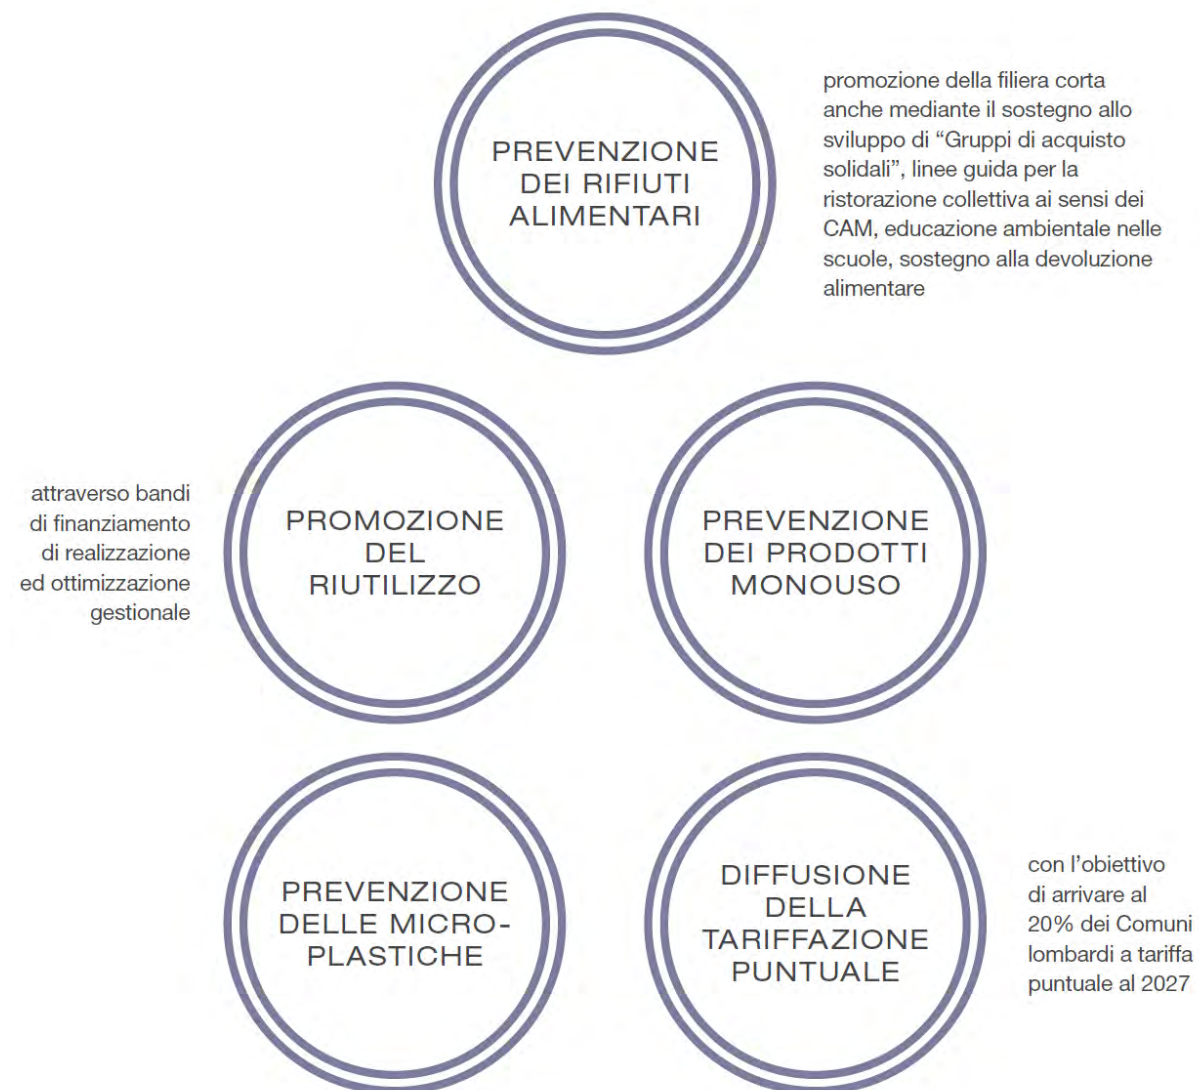 PREVENZIONE
DEI RIFIUTI
ALIMENTARI
promozione della filiera corta
anche mediante il sostegno allo
sviluppo di “Gruppi di acquisto
solidali”, linee guida per la
ristorazione collettiva ai sensi dei
CAM, educazione ambientale nelle
scuole, sostegno alla devoluzione
alimentare
attraverso bandi
di finanziamento
di realizzazione
ed ottimizzazione
gestionale
PROMOZIONE
DEL
RIUTILIZZO
PREVENZIONE
DEI PRODOTTI
MONOUSO
PREVENZIONE
DELLE MICRO-
PLASTICHE
DIFFUSIONE
DELLA
TARIFFAZIONE
PUNTUALE
con l’obiettivo
di arrivare al
20% dei Comuni
lombardi a tariffa
puntuale al 2027